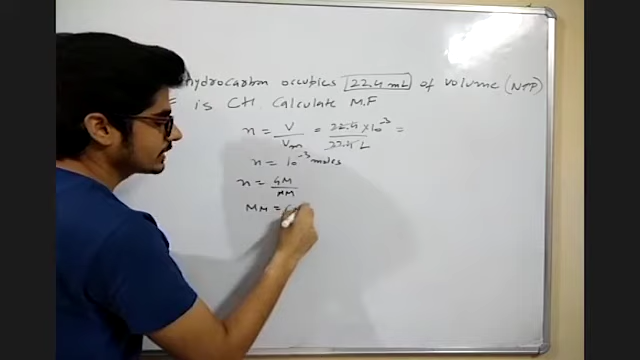 hydrocarbon occupies 22.4 mL of volume (NTP)
is CH. Calculate M.F
n = V / Vm = 22.4 × 10⁻³ / 22.4 L =
n = 10⁻³ moles
n = GM / MM
MM = G